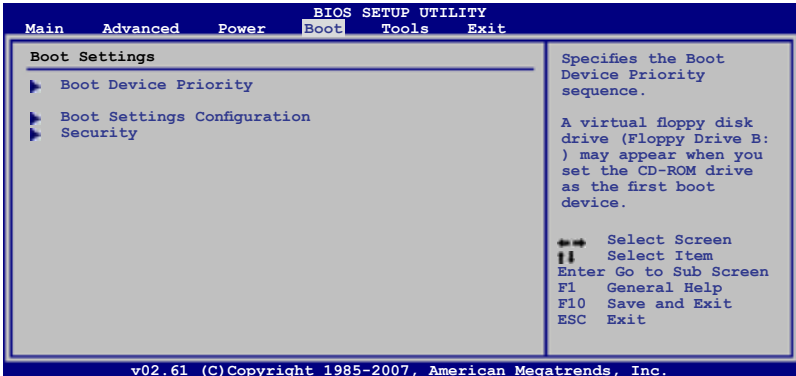 BIOS SETUP UTILITY
Main Advanced Power Boot Tools Exit
Boot Settings
Boot Device Priority
Boot Settings Configuration
Security
Specifies the Boot
Device Priority
sequence.
A virtual floppy disk
drive (Floppy Drive B:
) may appear when you
set the CD-ROM drive
as the first boot
device.
Select Screen
Select Item
Enter Go to Sub Screen
F1 General Help
F10 Save and Exit
ESC Exit
v02.61 (C)Copyright 1985-2007, American Megatrends, Inc.